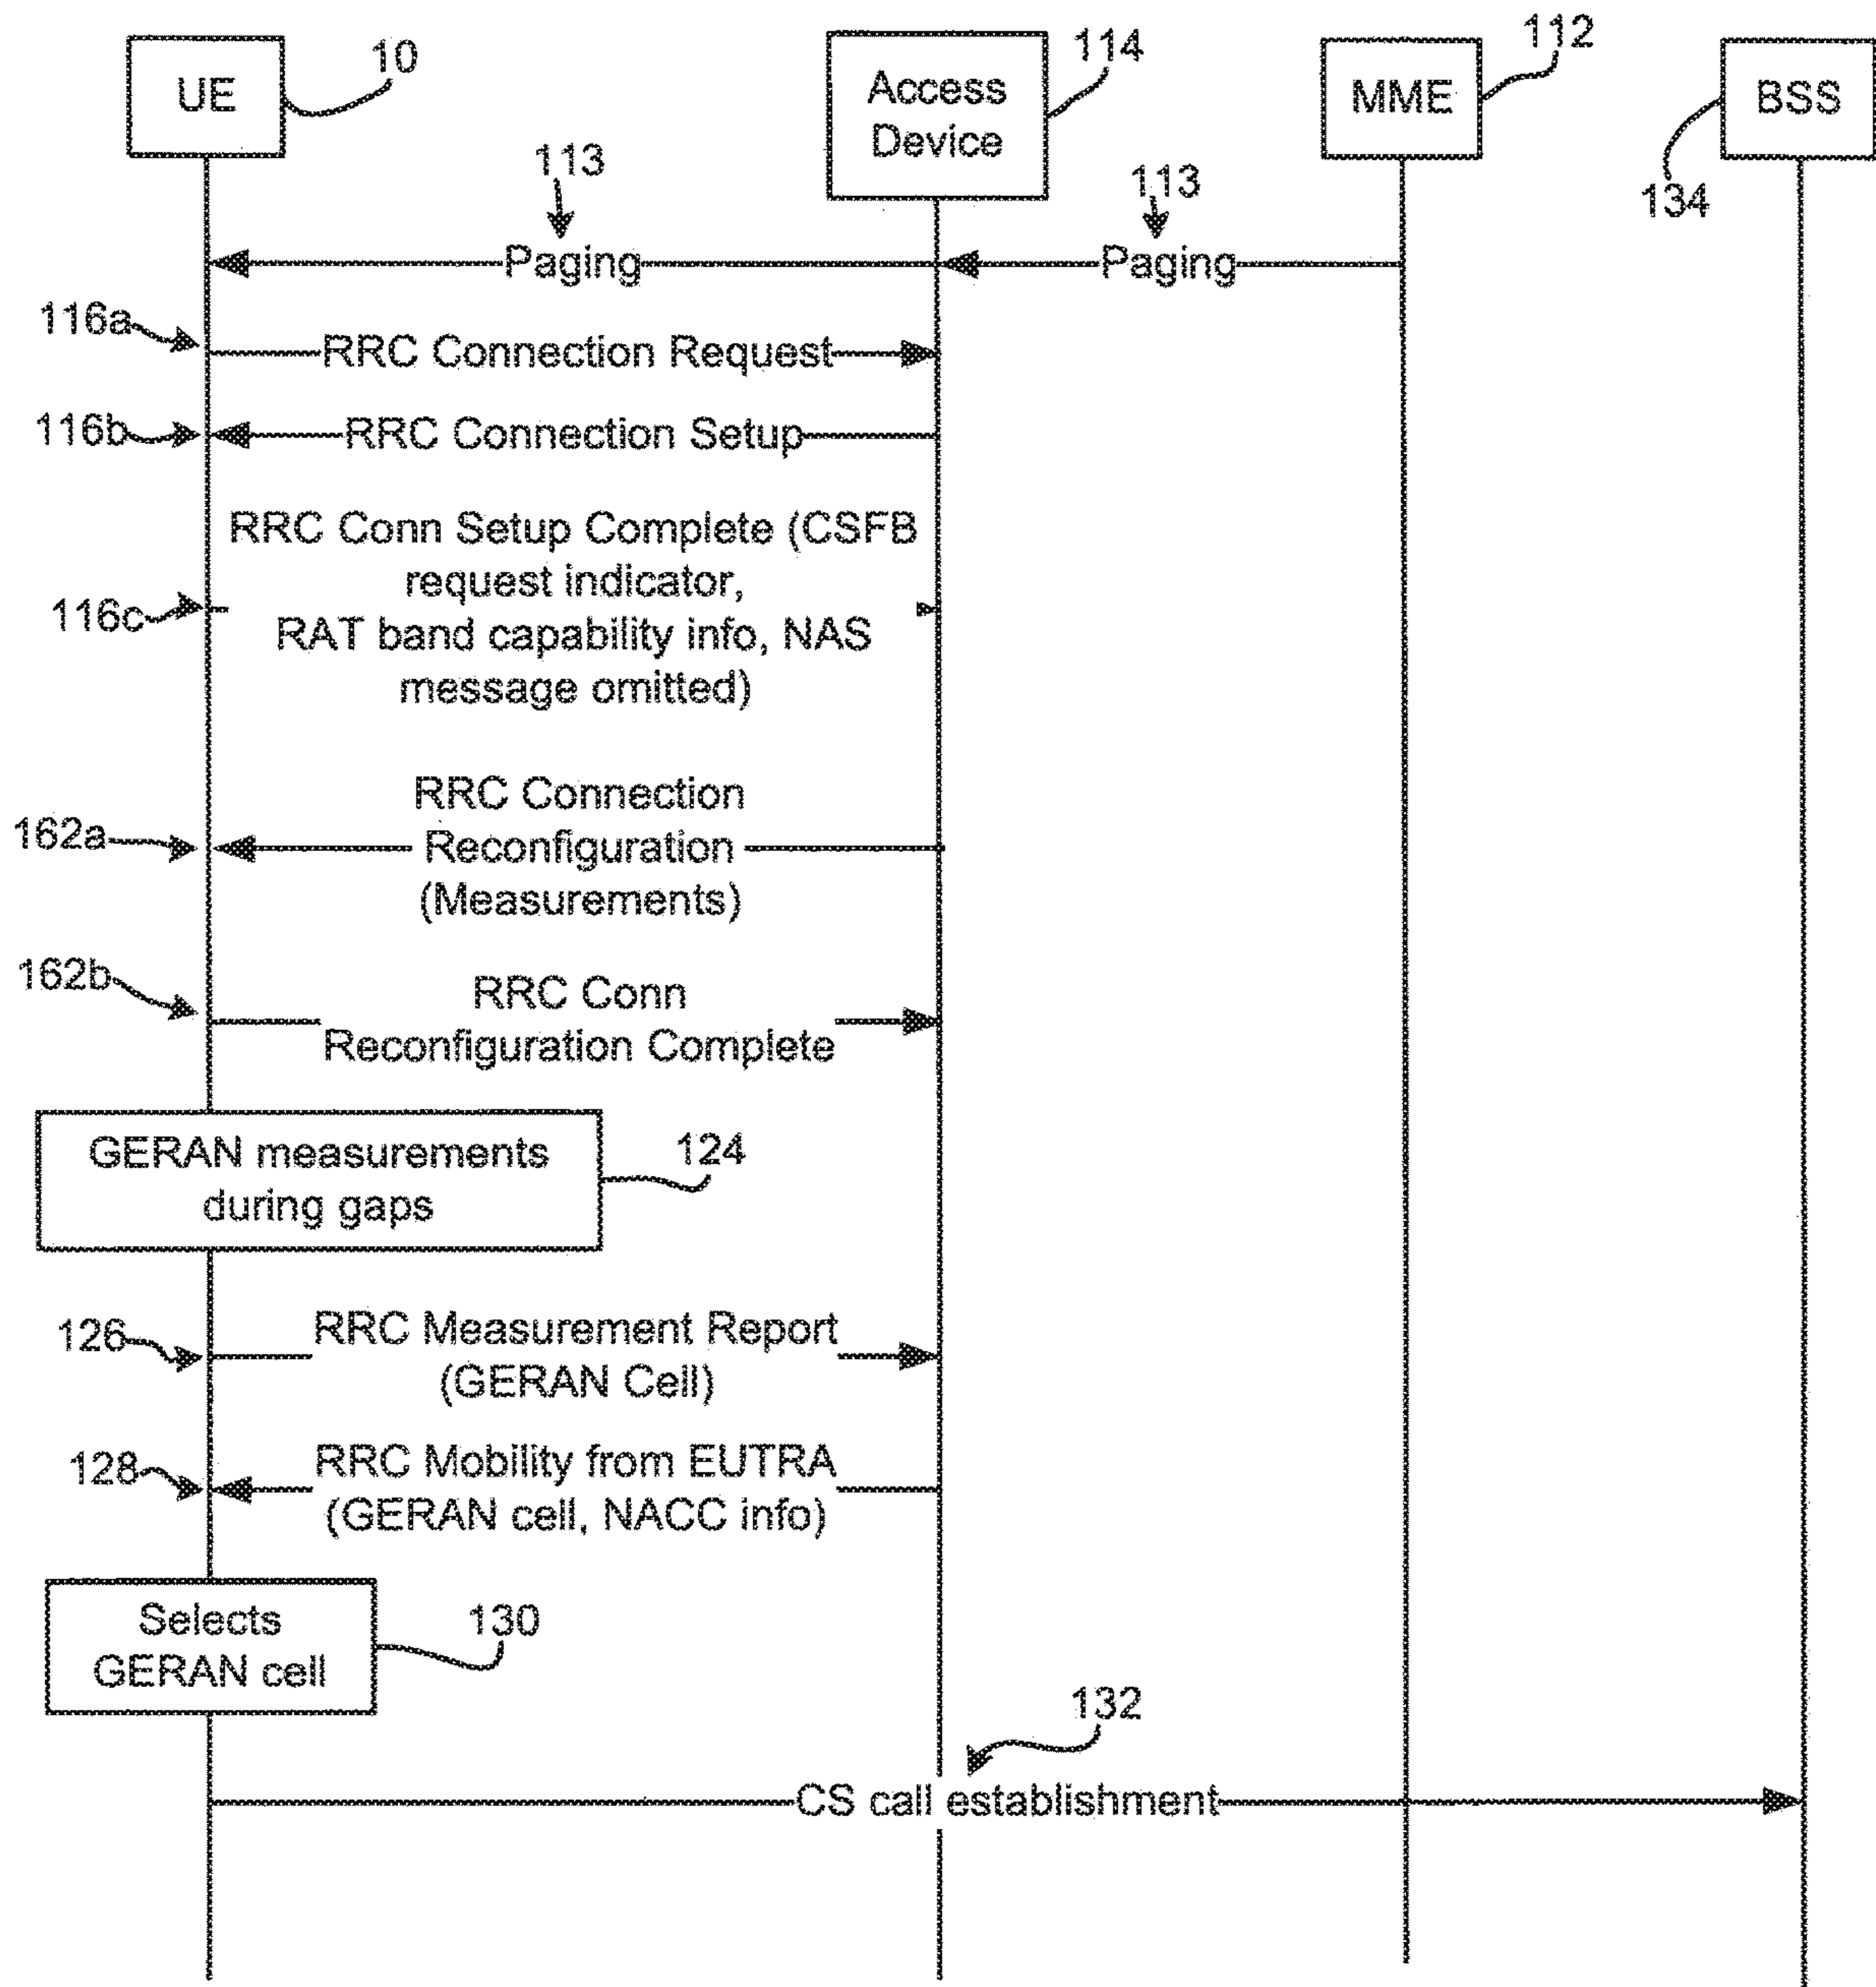 UE
10
Access
Device
114
MME
112
BSS
134
113
Paging
113
Paging
116a
RRC Connection Request
116b
RRC Connection Setup
116c
RRC Conn Setup Complete (CSFB
request indicator,
RAT band capability info, NAS
message omitted)
162a
RRC Connection
Reconfiguration
(Measurements)
162b
RRC Conn
Reconfiguration Complete
GERAN measurements
during gaps
124
126
RRC Measurement Report
(GERAN Cell)
128
RRC Mobility from EUTRA
(GERAN cell, NACC info)
Selects
GERAN cell
130
132
CS call establishment